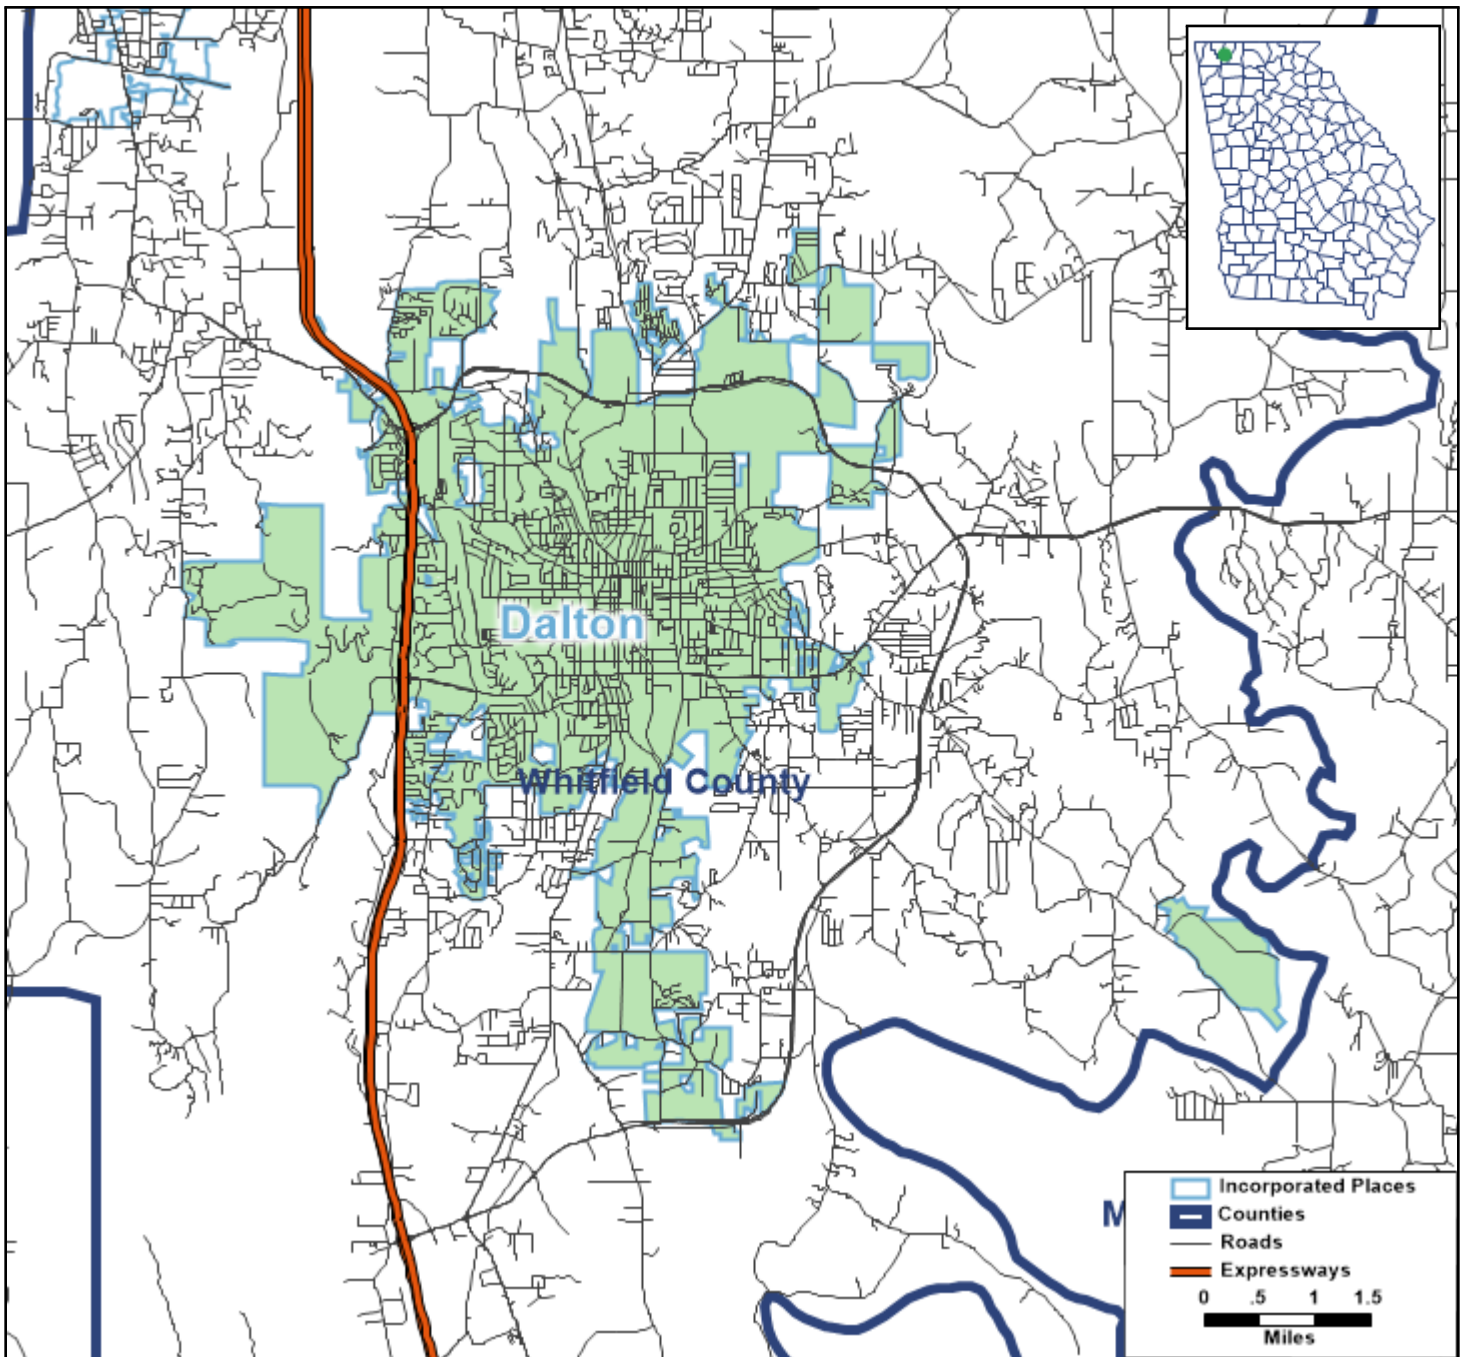 Dalton
Whitfield County
M
Incorporated Places
Counties
Roads
Expressways
0 .5 1 1.5
Miles